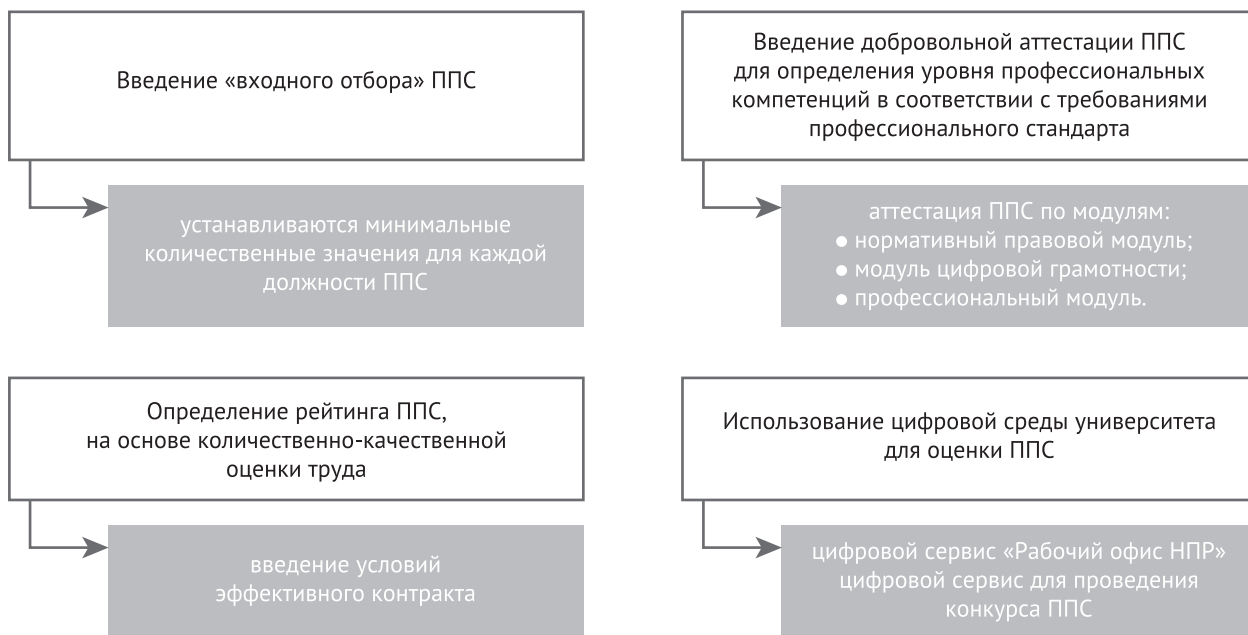 Введение «входного отбора» ППС
устанавливаются минимальные
количественные значения для каждой
должности ППС
Введение добровольной аттестации ППС
для определения уровня профессиональных
компетенций в соответствии с требованиями
профессионального стандарта
аттестация ППС по модулям:
● нормативный правовой модуль;
● модуль цифровой грамотности;
● профессиональный модуль.
Определение рейтинга ППС,
на основе количественно-качественной
оценки труда
введение условий
эффективного контракта
Использование цифровой среды университета
для оценки ППС
цифровой сервис «Рабочий офис НПР»
цифровой сервис для проведения
конкурса ППС